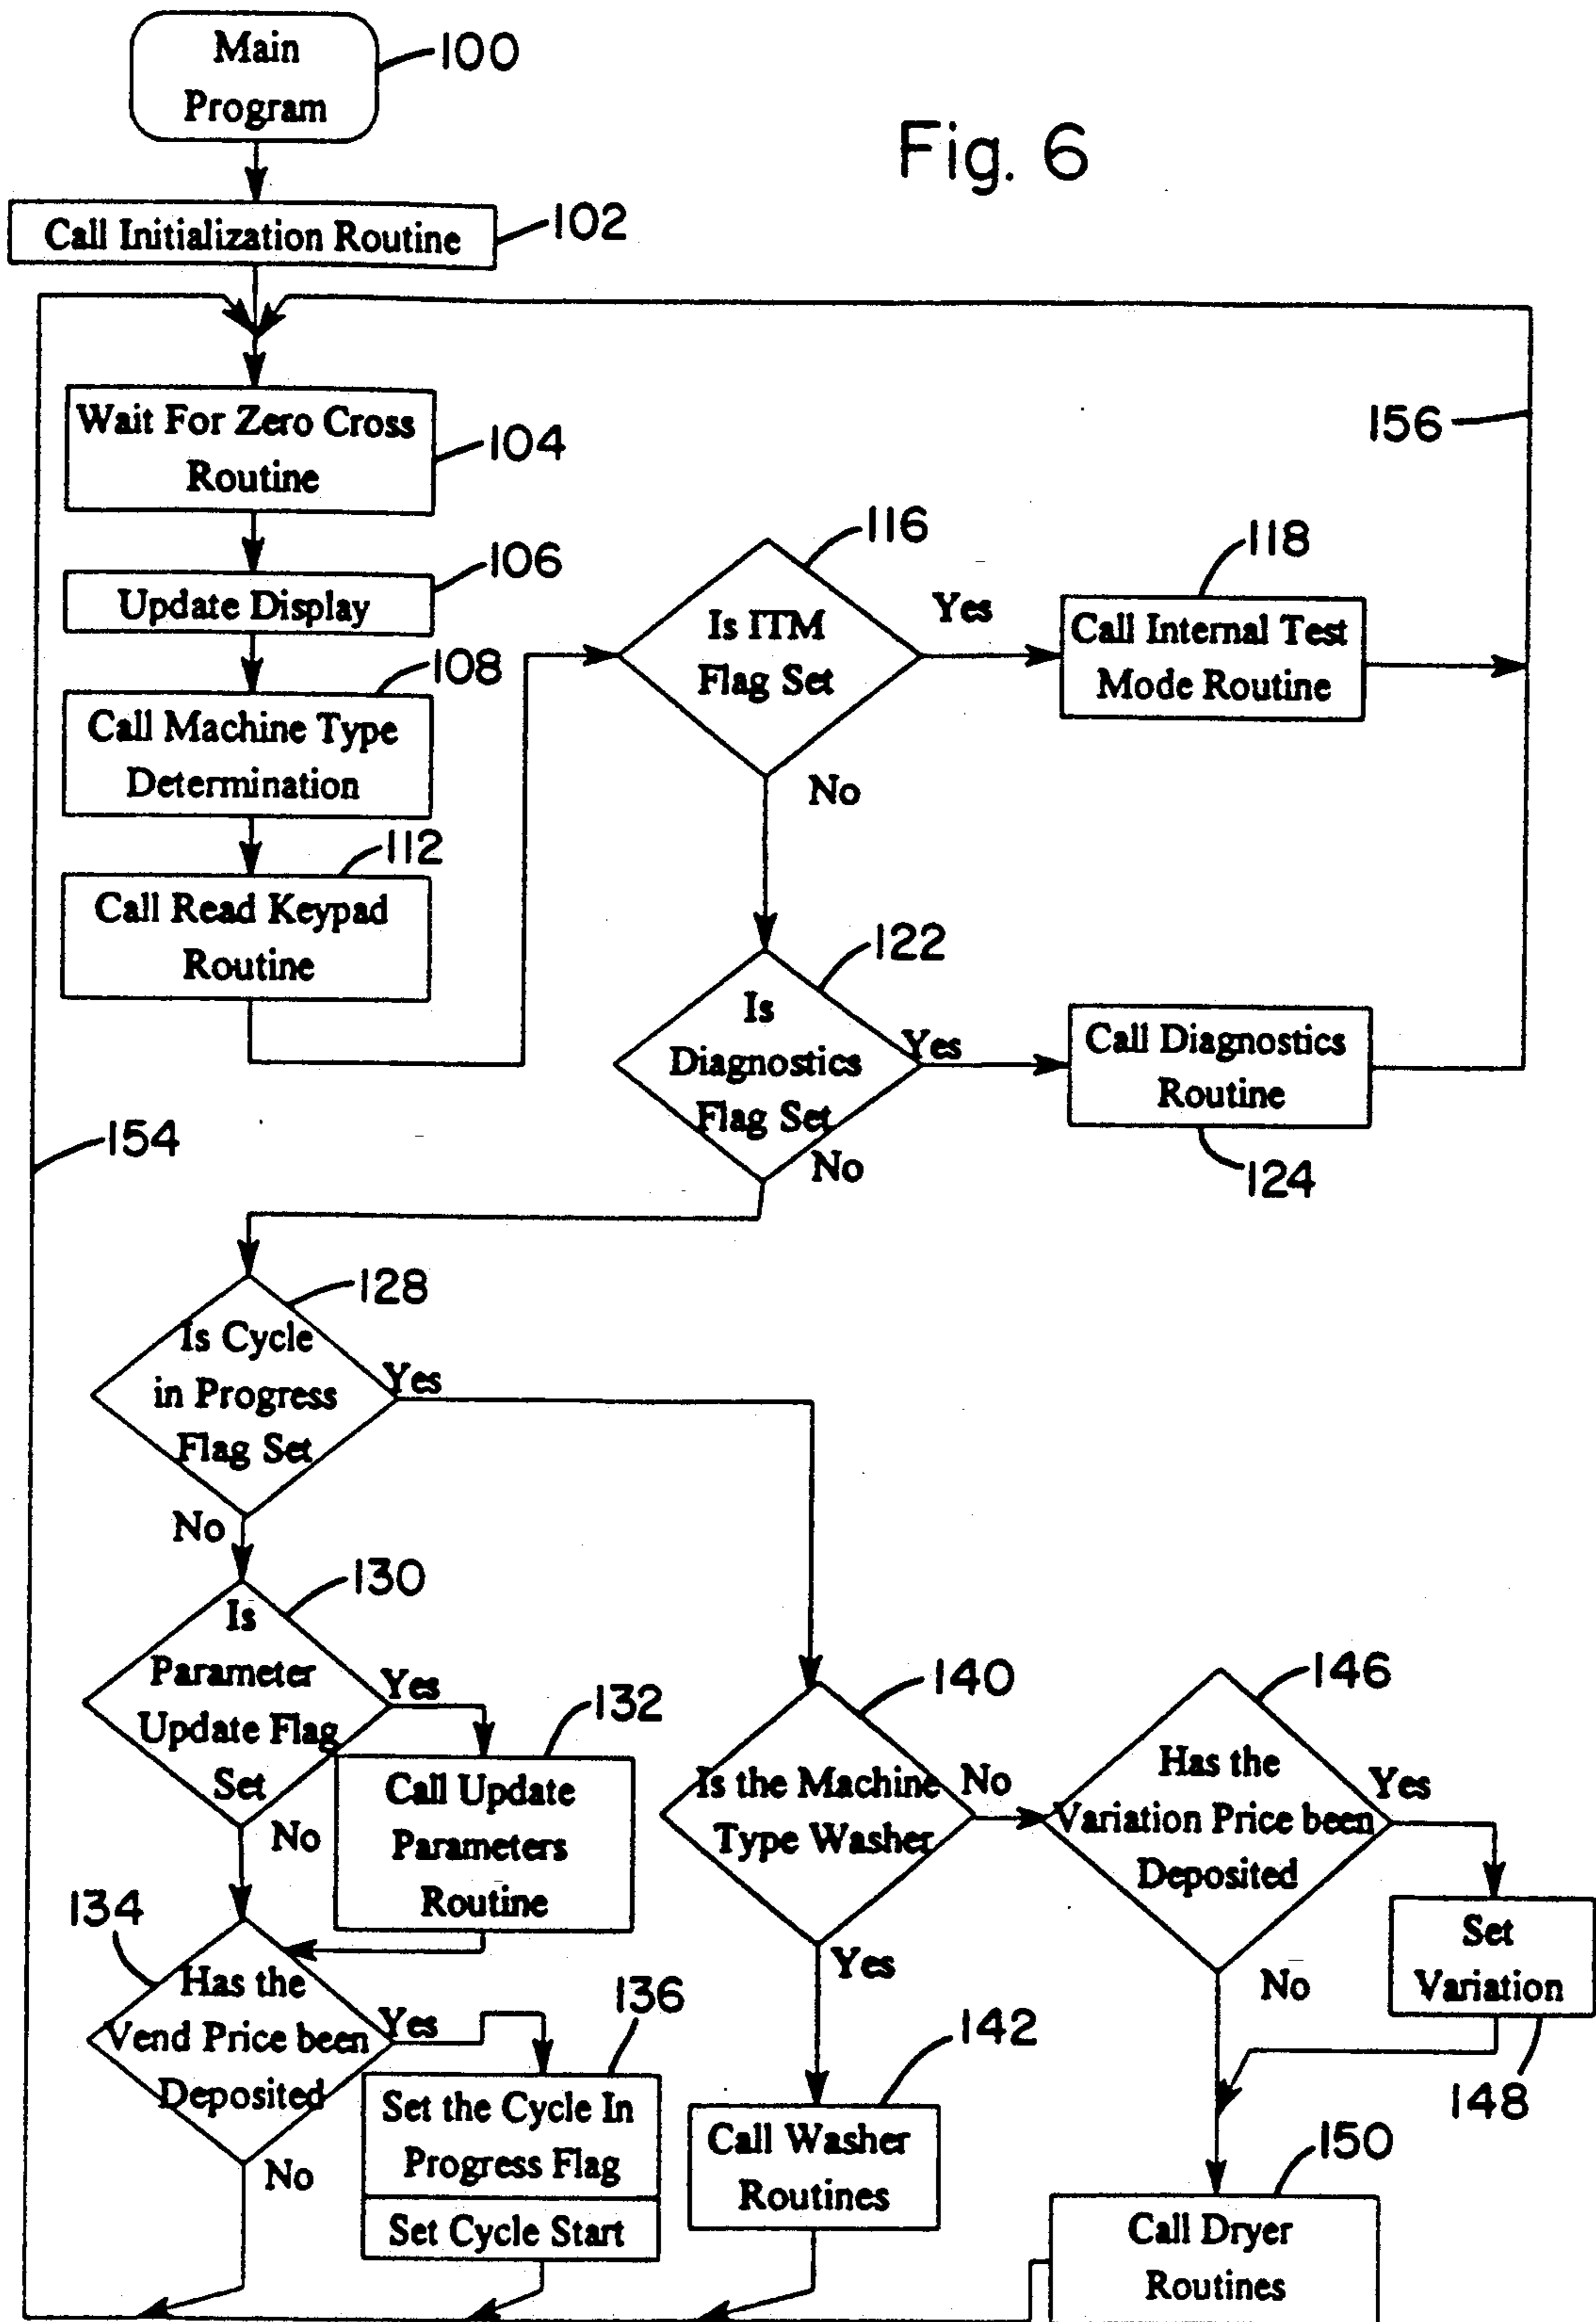 Main
Program
100
Fig. 6
Call Initialization Routine
102
Wait For Zero Cross
Routine
104
156
116
118
106
Update Display
Is ITM
Flag Set
Yes
Call Internal Test
Mode Routine
108
Call Machine Type
Determination
No
112
Call Read Keypad
Routine
122
Is
Diagnostics
Flag Set
Yes
Call Diagnostics
Routine
154
No
124
128
Is Cycle
in Progress
Flag Set
Yes
No
130
Is
Parameter
Update Flag
Set
Yes
132
140
146
Call Update
Parameters
Routine
Is the Machine
Type Washer
No
Has the
Variation Price been
Deposited
Yes
No
134
Set
Variation
Yes
No
148
Has the
Vend Price been
Deposited
Yes
136
142
Set the Cycle In
Progress Flag
Call Washer
Routines
150
No
Set Cycle Start
Call Dryer
Routines